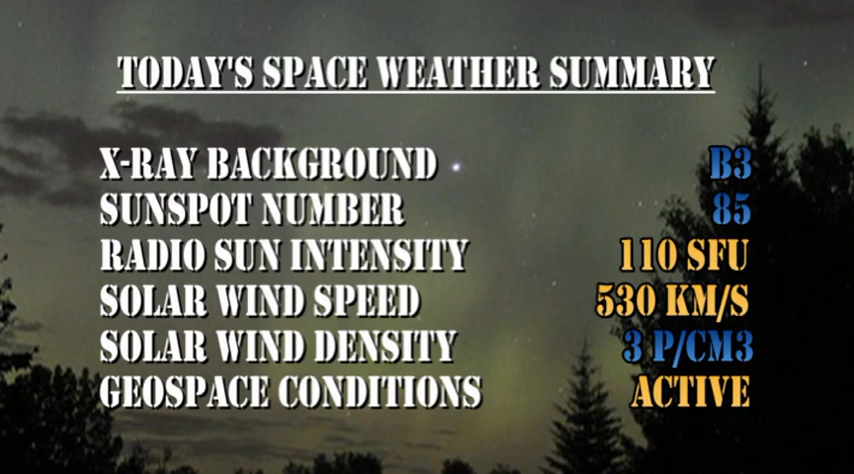 TODAY'S SPACE WEATHER SUMMARY
X-RAY BACKGROUND B3
SUNSPOT NUMBER 85
RADIO SUN INTENSITY 110 SFU
SOLAR WIND SPEED 530 KM/S
SOLAR WIND DENSITY 3 P/CM3
GEOSPACE CONDITIONS ACTIVE